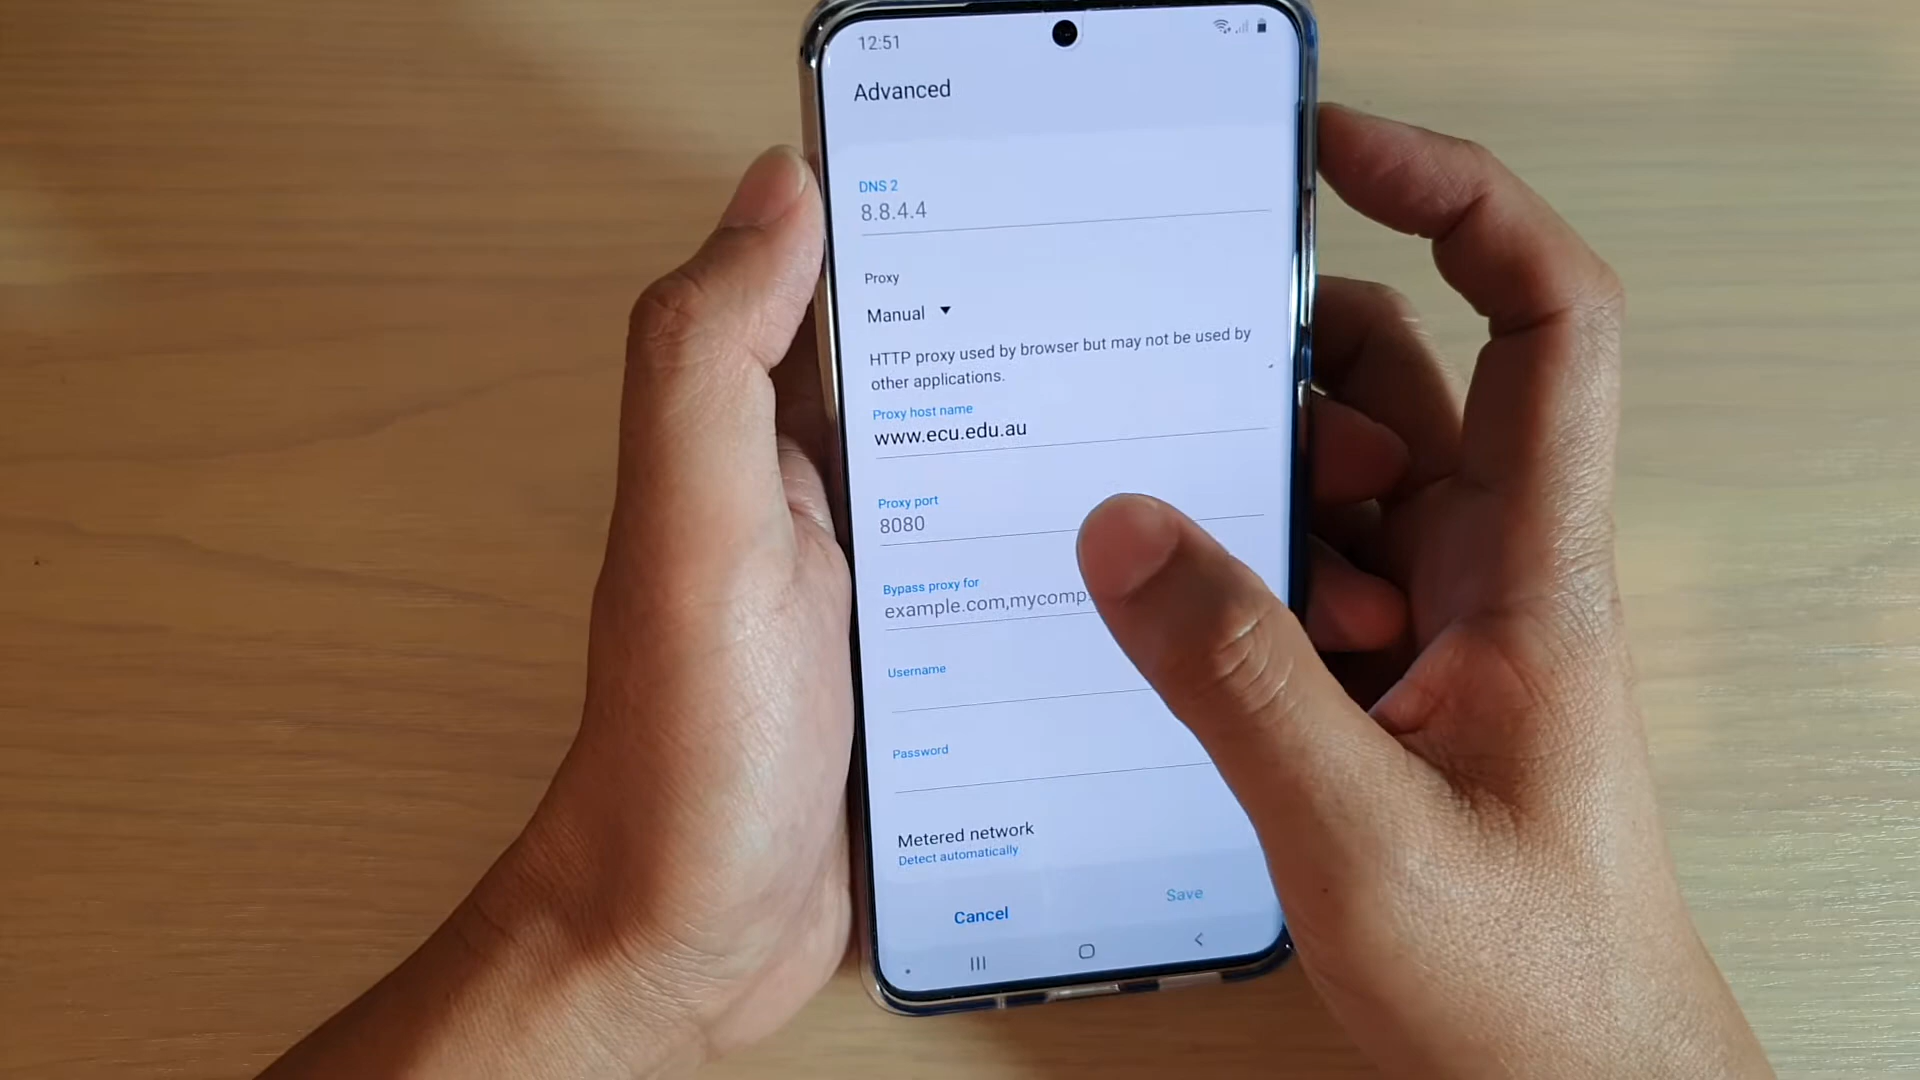 12:51
Advanced
DNS 2
8.8.4.4
Proxy
Manual
HTTP proxy used by browser but may not be used by
other applications.
Proxy host name
www.ecu.edu.au
Proxy port
8080
Bypass proxy for
example.com,mycomp.
Username
Password
Metered network
Detect automatically
Cancel
Save